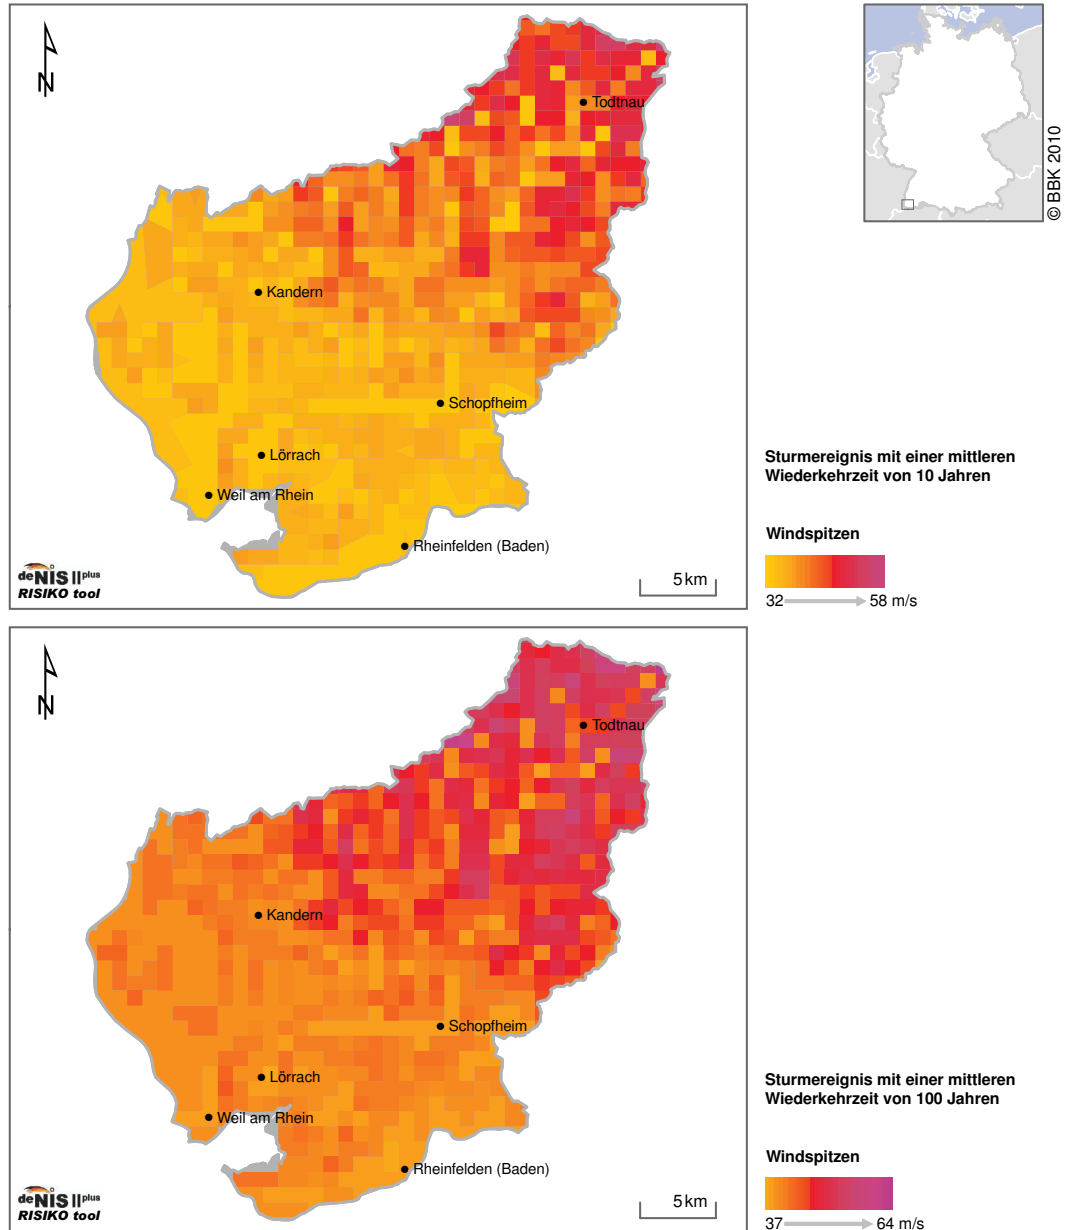 N
Todtnau
Kandern
Schopfheim
Lörrach
Weil am Rhein
Rheinfelden (Baden)
deNIS IIplus
RISIKO tool
5 km
© BBK 2010
Sturmereignis mit einer mittleren
Wiederkehrzeit von 10 Jahren
Windspitzen
32 58 m/s
N
Todtnau
Kandern
Schopfheim
Lörrach
Weil am Rhein
Rheinfelden (Baden)
deNIS IIplus
RISIKO tool
5 km
Sturmereignis mit einer mittleren
Wiederkehrzeit von 100 Jahren
Windspitzen
37 64 m/s